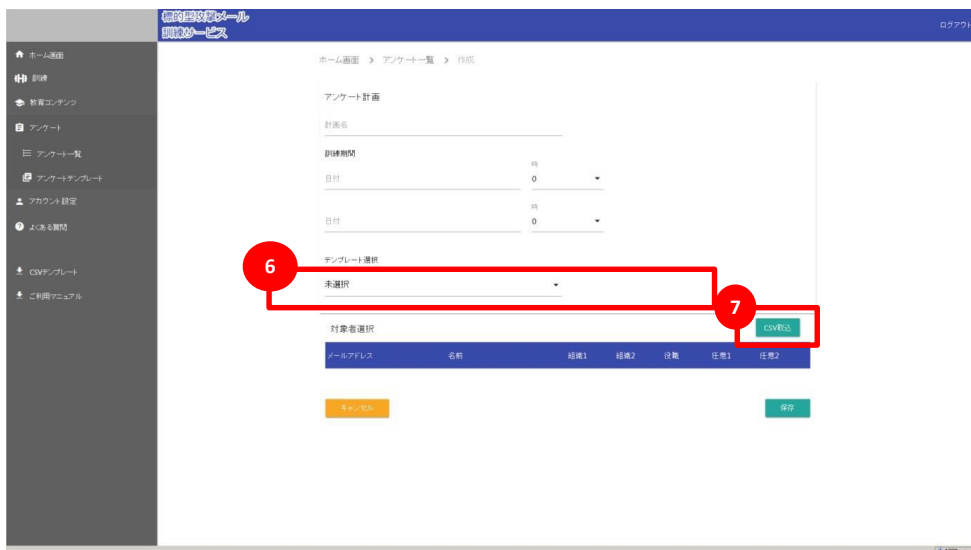 標的型攻撃メール
訓練サービス
ログアウト
ホーム画面
訓練
教育コンテンツ
アンケート
アンケート一覧
アンケートテンプレート
アカウント設定
よくある質問
CSVテンプレート
ご利用マニュアル
ホーム画面 > アンケート一覧 > 作成
アンケート計画
計画名
訓練期間
時
日付 0
時
日付 0
6
テンプレート選択
未選択
7
対象者選択 CSV取込
メールアドレス 名前 組織1 組織2 役職 任意1 任意2
キャンセル 保存